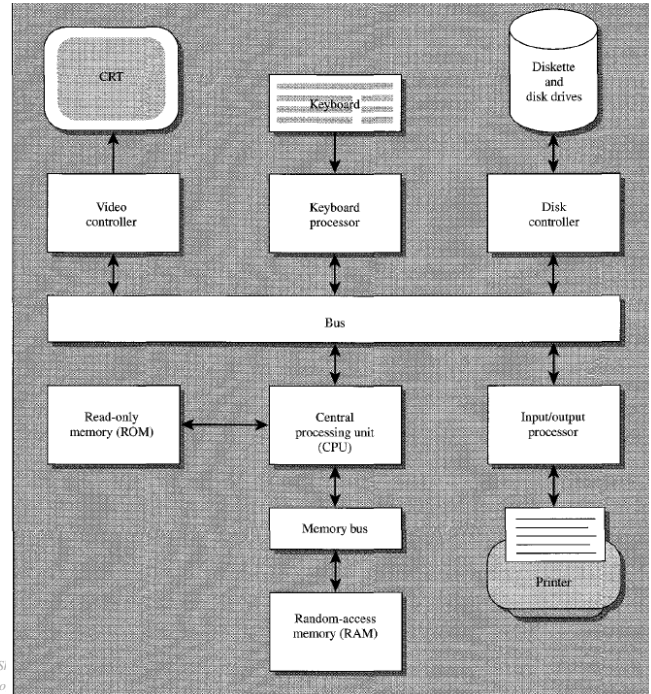 CRT
Keyboard
Diskette
and
disk drives
Video
controller
Keyboard
processor
Disk
controller
Bus
Read-only
memory (ROM)
Central
processing unit
(CPU)
Input/output
processor
Memory bus
Printer
Random-access
memory (RAM)